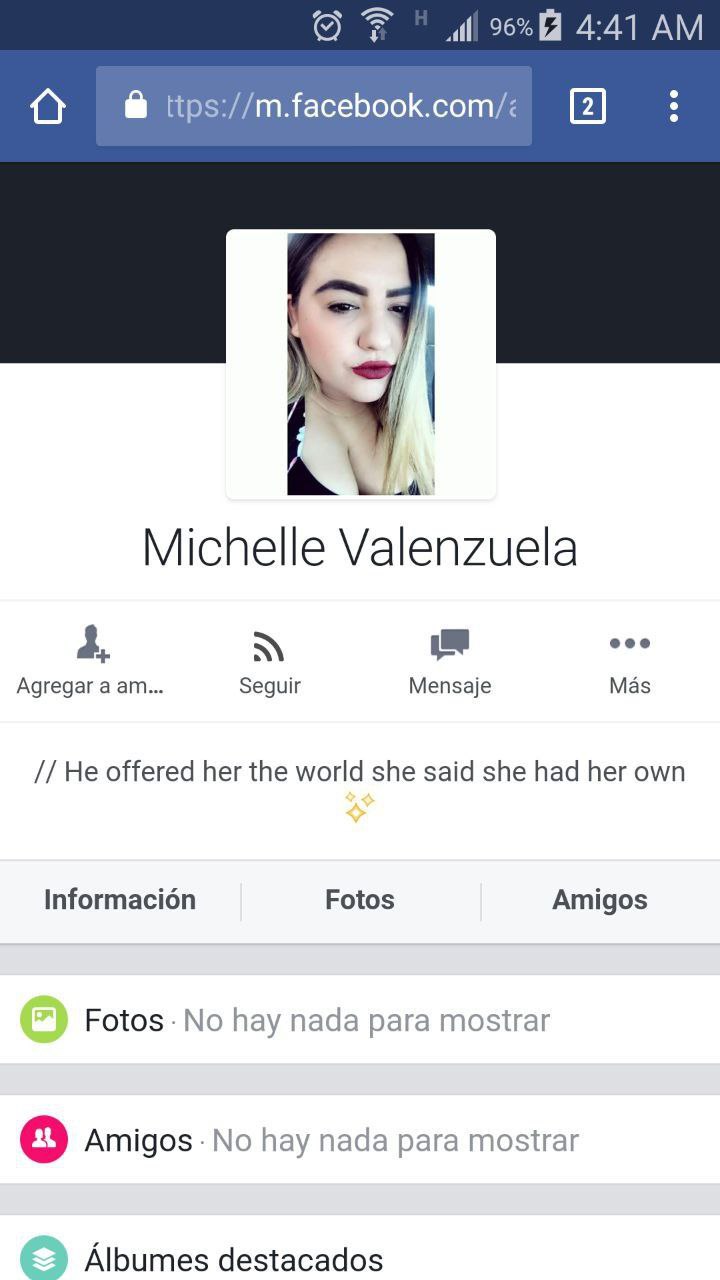 H 96% 4:41 AM
ttps://m.facebook.com/ 2
Michelle Valenzuela
Agregar a am... Seguir Mensaje Más
// He offered her the world she said she had her own
✨
Información Fotos Amigos
Fotos · No hay nada para mostrar
Amigos · No hay nada para mostrar
Álbumes destacados